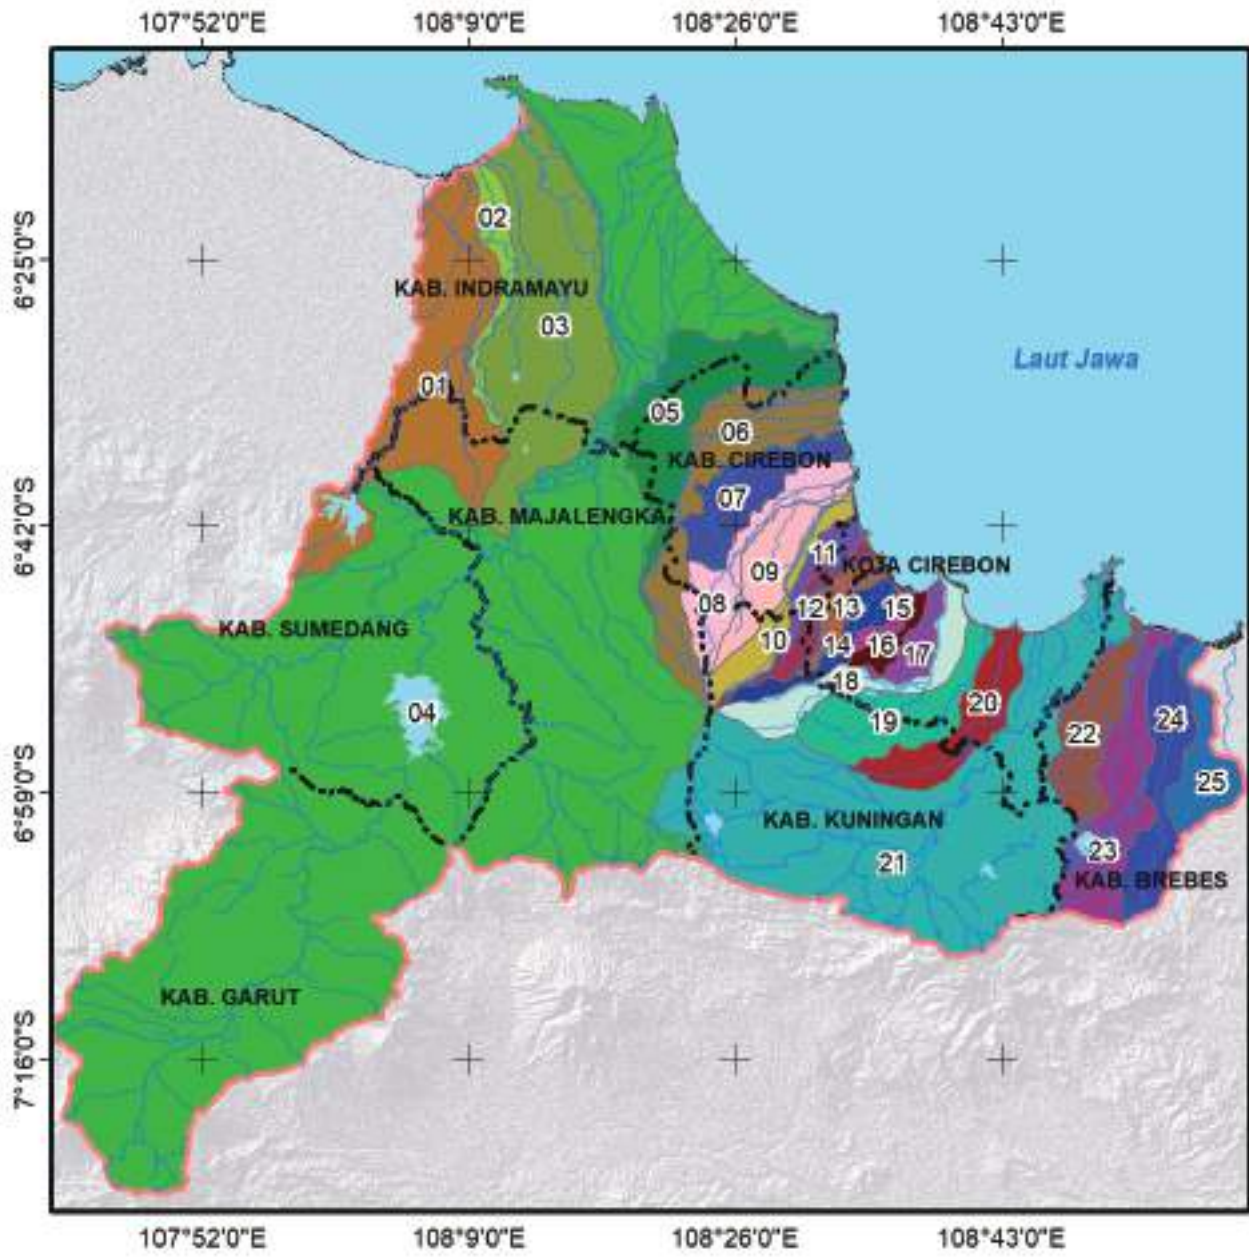 107°52'0"E 108°9'0"E 108°26'0"E 108°43'0"E
02
6°25'0"S
KAB. INDRAMAYU
03
Laut Jawa
01
05
06
KAB. CIREBON
07
6°42'0"S
KAB. MAJALENGKA
11
09
KOTA CIREBON
08 12 13 15
KAB. SUMEDANG
10 14 16 17
18
04
20
19
22 24
6°59'0"S
25
KAB. KUNINGAN
23
21
KAB. BREBES
KAB. GARUT
7°16'0"S
107°52'0"E 108°9'0"E 108°26'0"E 108°43'0"E